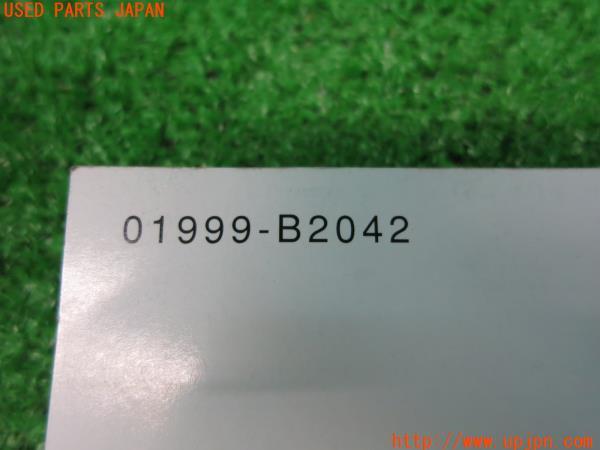 USED PARTS JAPAN
01999-B2042
http://www.upjpn.com